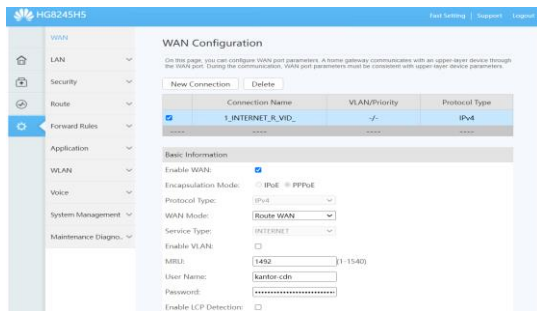 HG8245H5
Fast Setting | Support Logout
WAN
LAN
Security
Route
Forward Rules
Application
WLAN
Voice
System Management
Maintenance Diagno..
WAN Configuration
On this page, you can configure WAN port parameters. A home gateway communicates with an upper-layer device through
the WAN port. During the communication, WAN port parameters must be consistent with upper-layer device parameters.
New Connection Delete
Connection Name VLAN/Priority Protocol Type
1_INTERNET_R_VID_ -/- IPv4
---- ---- ---- ----
Basic Information
Enable WAN:
Encapsulation Mode: IPoE PPPoE
Protocol Type: IPv4
WAN Mode: Route WAN
Service Type: INTERNET
Enable VLAN:
MRU: 1492 (1-1540)
User Name: kantor-cdn
Password: ••••••••••••••••••••••••
Enable LCP Detection: